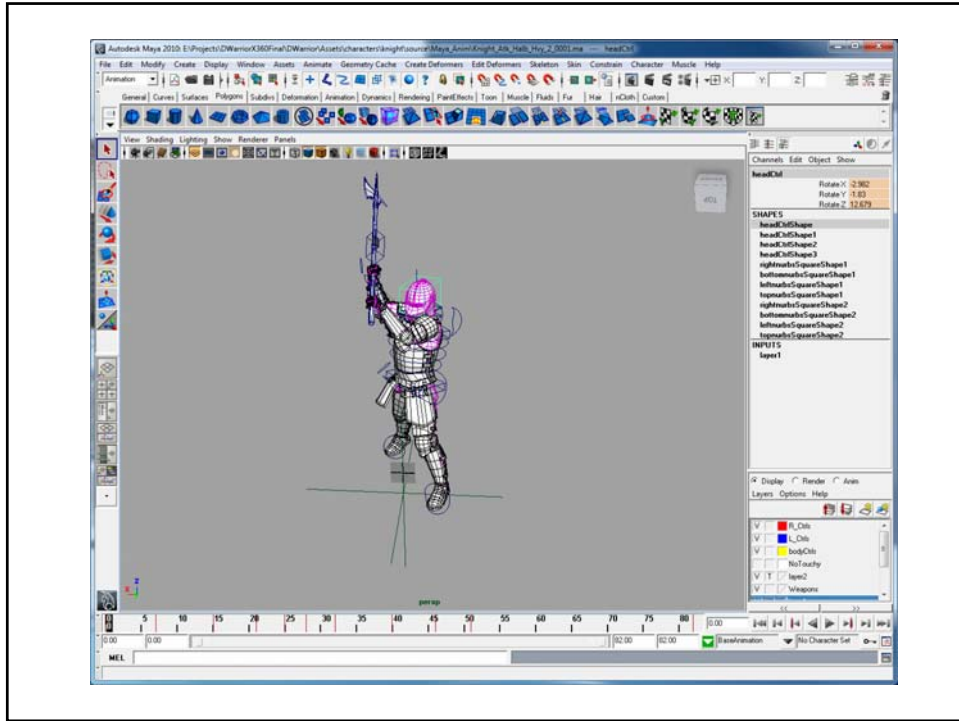 Autodesk Maya 2010: E:\Projects\DWarriorX360Final\DWarrior\Assets\characters\knight\source\Maya_Anim\Knight_Atk_Halb_Hvy_2_0001.ma --- headCtrl
File Edit Modify Create Display Window Assets Animate Geometry Cache Create Deformers Edit Deformers Skeleton Skin Constrain Character Muscle Help
Animation X: Y: Z:
General Curves Surfaces Polygons Subdivs Deformation Animation Dynamics Rendering PaintEffects Toon Muscle Fluids Fur Hair nCloth Custom
View Shading Lighting Show Renderer Panels
TOP
Channels Edit Object Show
headCtrl
Rotate X -2.982
Rotate Y -1.83
Rotate Z 12.679
SHAPES
headCtrlShape
headCtrlShape1
headCtrlShape2
headCtrlShape3
rightnurbsSquareShape1
bottomnurbsSquareShape1
leftnurbsSquareShape1
topnurbsSquareShape1
rightnurbsSquareShape2
bottomnurbsSquareShape2
leftnurbsSquareShape2
topnurbsSquareShape2
INPUTS
layer1
Display Render Anim
Layers Options Help
V R_Ctrls
V L_Ctrls
V bodyCtrls
NoTouchy
V T layer2
V Weapons
z
x
persp
5 10 15 20 25 30 35 40 45 50 55 60 65 70 75 80 0.00
0.00 0.00 82.00 82.00 BaseAnimation No Character Set
MEL